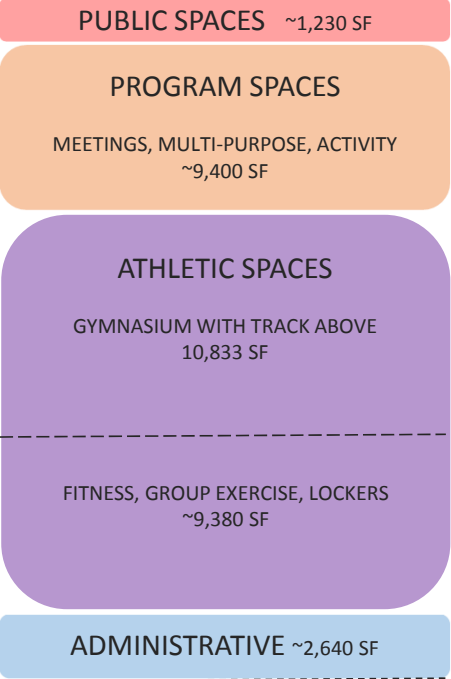 PUBLIC SPACES ~1,230 SF
PROGRAM SPACES
MEETINGS, MULTI-PURPOSE, ACTIVITY
~9,400 SF
ATHLETIC SPACES
GYMNASIUM WITH TRACK ABOVE
10,833 SF
FITNESS, GROUP EXERCISE, LOCKERS
~9,380 SF
ADMINISTRATIVE ~2,640 SF